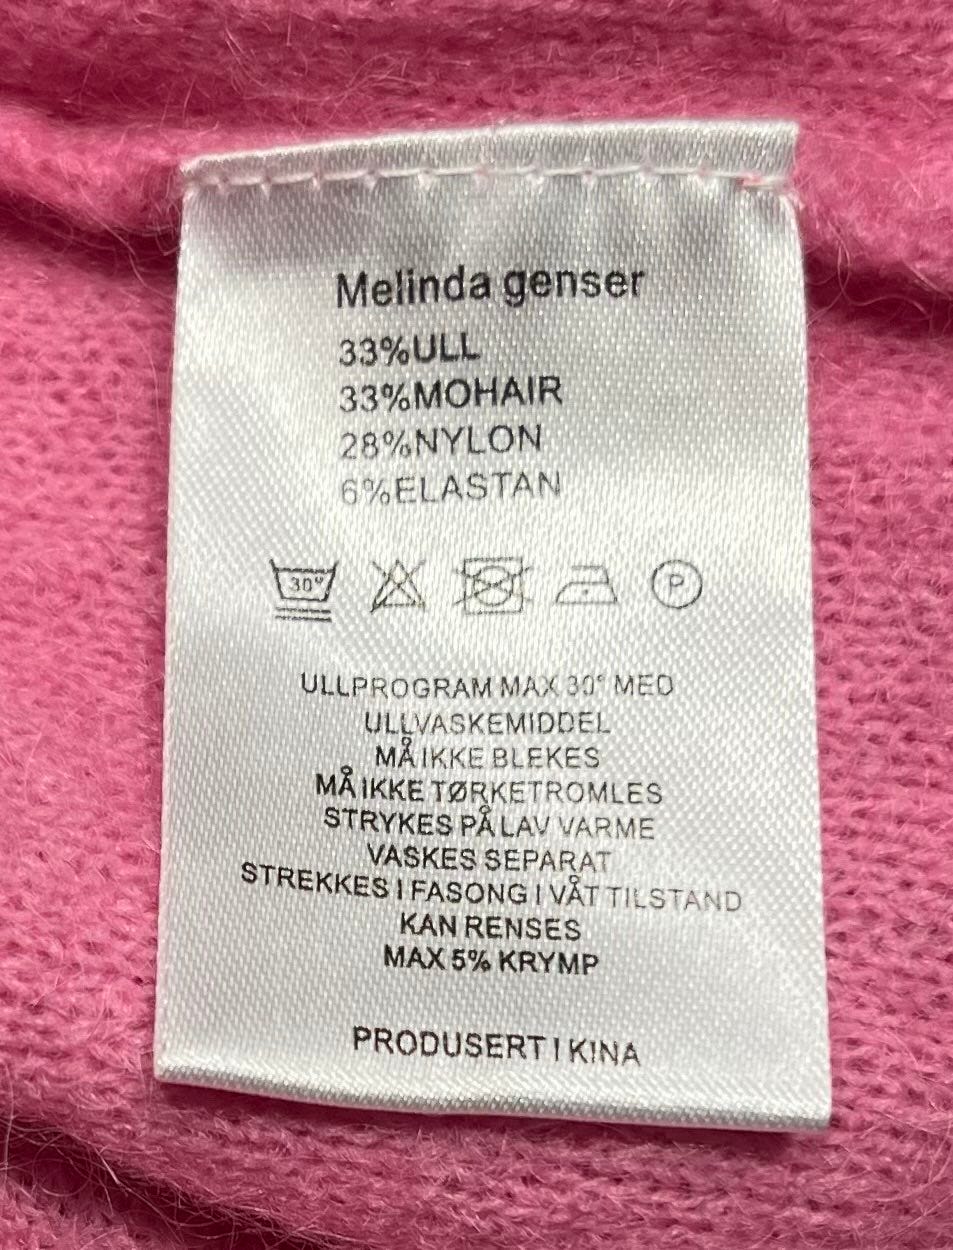 Melinda genser
33%ULL
33%MOHAIR
28%NYLON
6%ELASTAN
30° P
ULLPROGRAM MAX 30° MED
ULLVASKEMIDDEL
MÅ IKKE BLEKES
MÅ IKKE TØRKETROMLES
STRYKES PÅ LAV VARME
VASKES SEPARAT
STREKKES I FASONG I VÅT TILSTAND
KAN RENSES
MAX 5% KRYMP
PRODUSERT I KINA